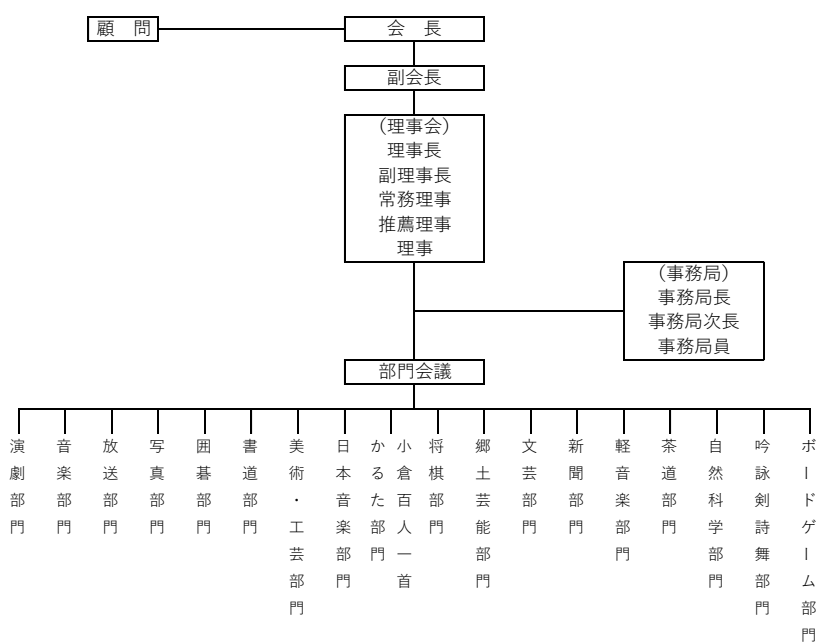 顧　問
会　長
副会長
(理事会)
理事長
副理事長
常務理事
推薦理事
理事
(事務局)
事務局長
事務局次長
事務局員
部門会議
演劇部門
音楽部門
放送部門
写真部門
囲碁部門
書道部門
美術・工芸部門
日本音楽部門
小倉百人一首
かるた部門
将棋部門
郷土芸能部門
文芸部門
新聞部門
軽音楽部門
茶道部門
自然科学部門
吟詠剣詩舞部門
ボードゲーム部門